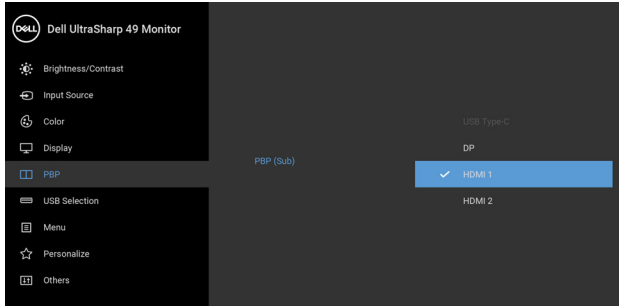 DELL Dell UltraSharp 49 Monitor
Brightness/Contrast
Input Source
Color
Display
PBP
USB Selection
Menu
Personalize
Others
PBP (Sub)
USB Type-C
DP
HDMI 1
HDMI 2